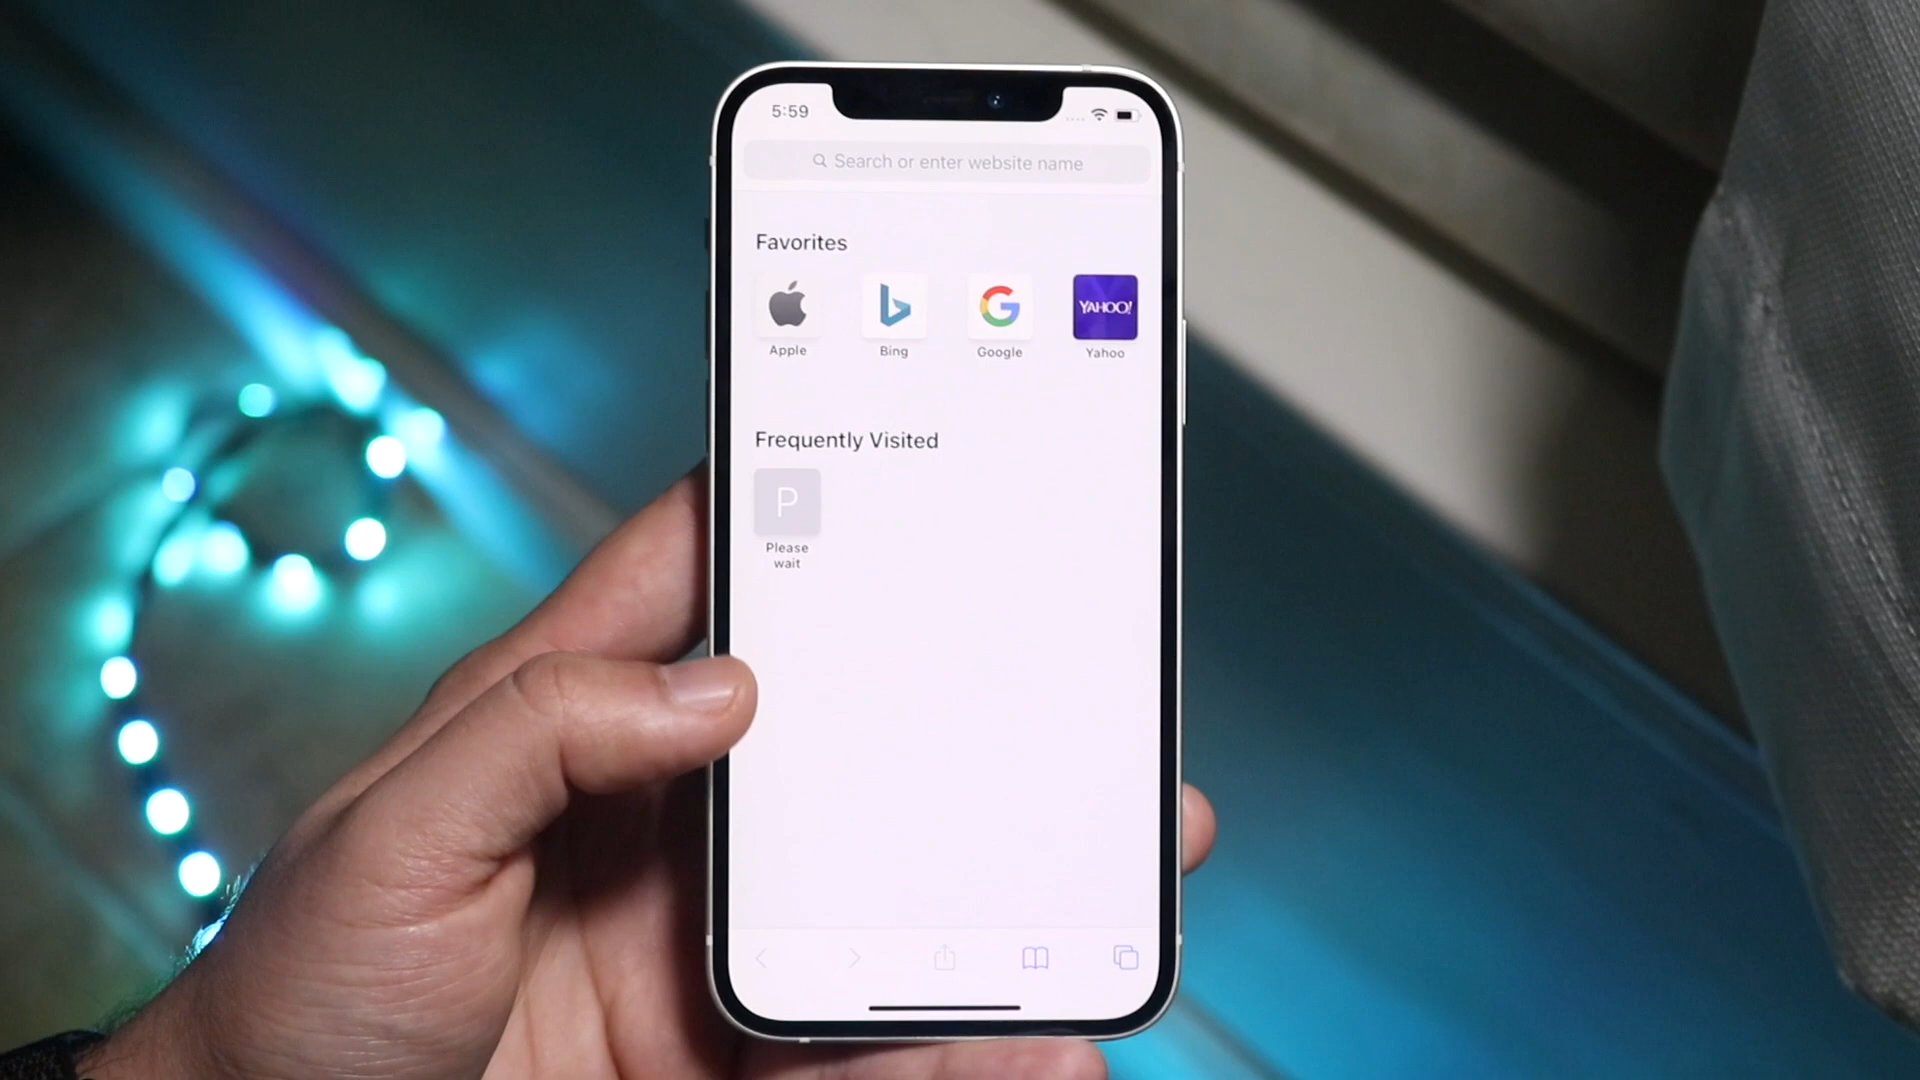 5:59
Search or enter website name
Favorites
YAHOO!
Apple
Bing
Google
Yahoo
Frequently Visited
P
Please
wait